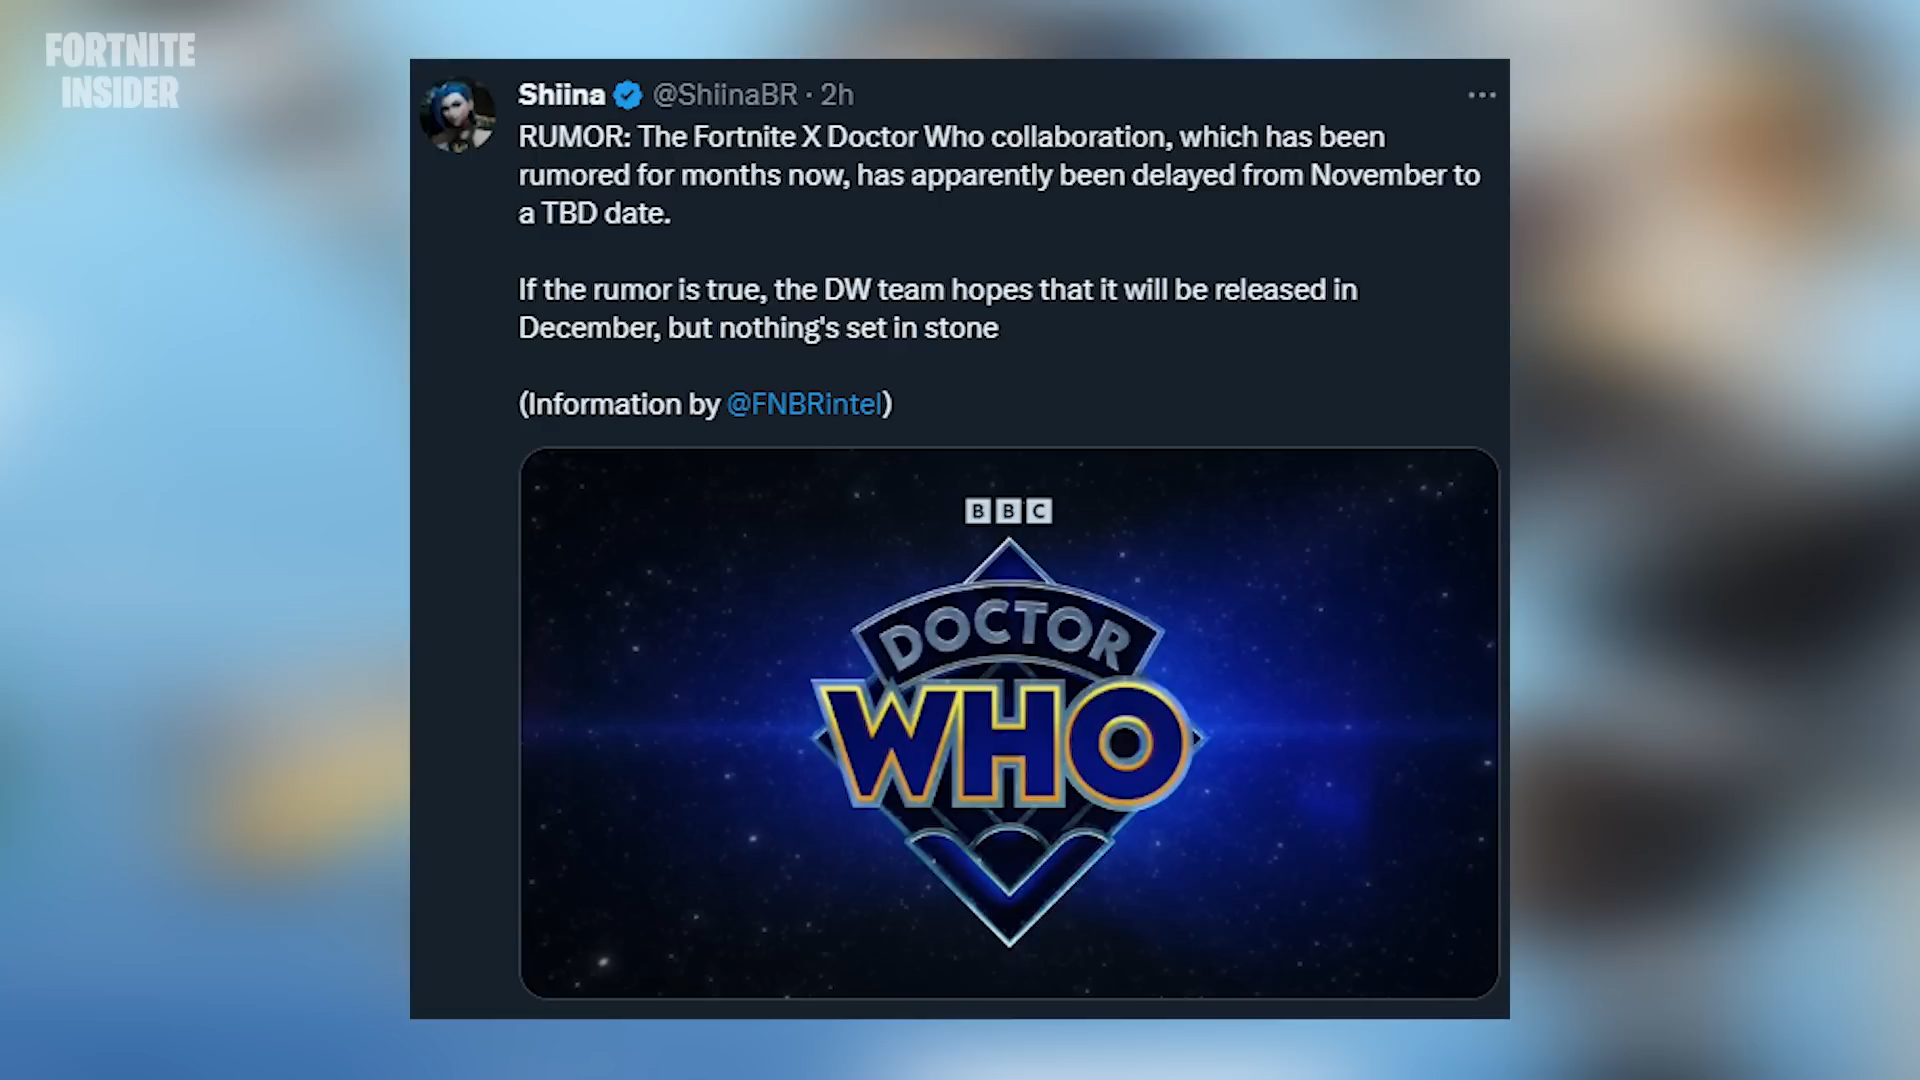 FORTNITE
INSIDER
Shiina @ShiinaBR · 2h
RUMOR: The Fortnite X Doctor Who collaboration, which has been
rumored for months now, has apparently been delayed from November to
a TBD date.
If the rumor is true, the DW team hopes that it will be released in
December, but nothing's set in stone
(Information by @FNBRintel)
BBC
DOCTOR
WHO